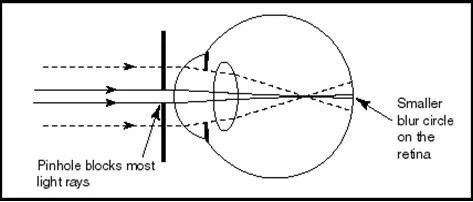 Smaller
blur circle
on the
retina
Pinhole blocks most
light rays